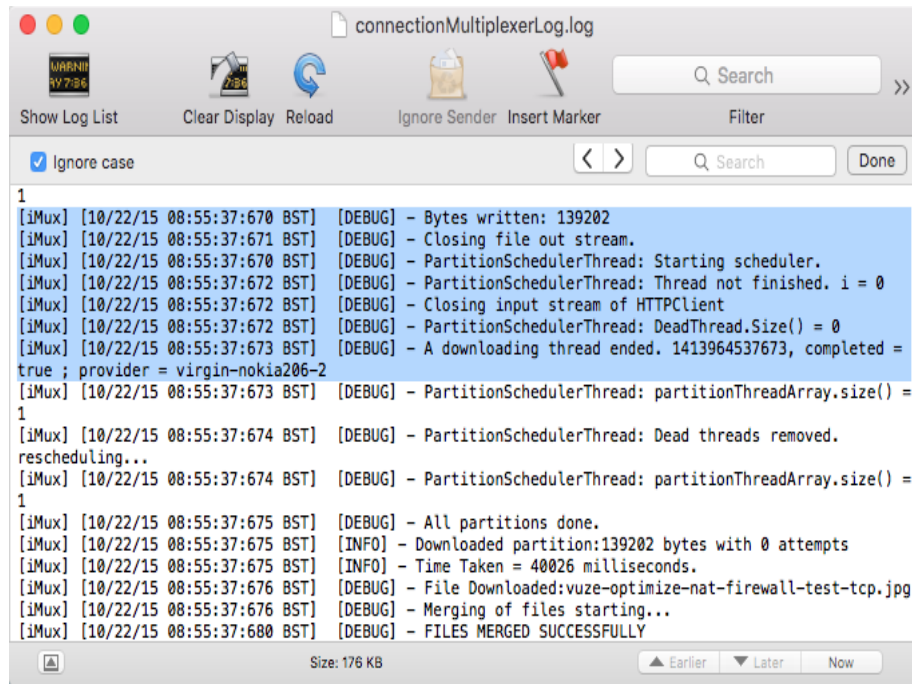 connectionMultiplexerLog.log
WARNIN
AY 7:86
7:86
Show Log List
Clear Display
Reload
Ignore Sender
Insert Marker
Search
Filter
Ignore case
Search
Done
1
[iMux] [10/22/15 08:55:37:670 BST] [DEBUG] – Bytes written: 139202
[iMux] [10/22/15 08:55:37:671 BST] [DEBUG] – Closing file out stream.
[iMux] [10/22/15 08:55:37:670 BST] [DEBUG] – PartitionSchedulerThread: Starting scheduler.
[iMux] [10/22/15 08:55:37:672 BST] [DEBUG] – PartitionSchedulerThread: Thread not finished. i = 0
[iMux] [10/22/15 08:55:37:672 BST] [DEBUG] – Closing input stream of HTTPClient
[iMux] [10/22/15 08:55:37:672 BST] [DEBUG] – PartitionSchedulerThread: DeadThread.Size() = 0
[iMux] [10/22/15 08:55:37:673 BST] [DEBUG] – A downloading thread ended. 1413964537673, completed =
true ; provider = virgin-nokia206-2
[iMux] [10/22/15 08:55:37:673 BST] [DEBUG] – PartitionSchedulerThread: partitionThreadArray.size() =
1
[iMux] [10/22/15 08:55:37:674 BST] [DEBUG] – PartitionSchedulerThread: Dead threads removed.
rescheduling...
[iMux] [10/22/15 08:55:37:674 BST] [DEBUG] – PartitionSchedulerThread: partitionThreadArray.size() =
1
[iMux] [10/22/15 08:55:37:675 BST] [DEBUG] – All partitions done.
[iMux] [10/22/15 08:55:37:675 BST] [INFO] – Downloaded partition:139202 bytes with 0 attempts
[iMux] [10/22/15 08:55:37:675 BST] [INFO] – Time Taken = 40026 milliseconds.
[iMux] [10/22/15 08:55:37:676 BST] [DEBUG] – File Downloaded:vuze-optimize-nat-firewall-test-tcp.jpg
[iMux] [10/22/15 08:55:37:676 BST] [DEBUG] – Merging of files starting...
[iMux] [10/22/15 08:55:37:680 BST] [DEBUG] – FILES MERGED SUCCESSFULLY
Size: 176 KB
Earlier
Later
Now